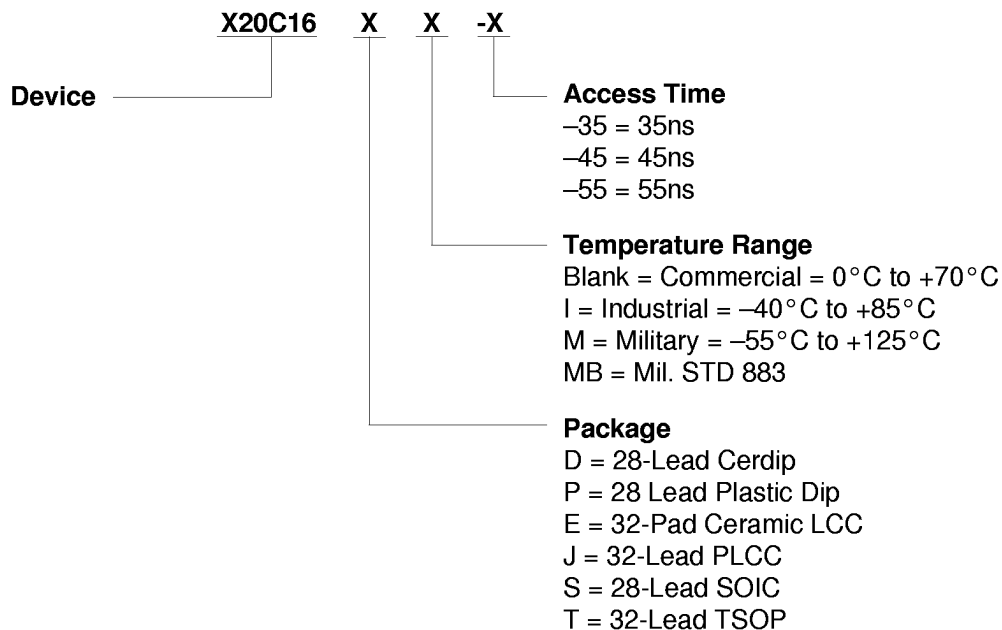 X20C16 X X -X
Device
Access Time
–35 = 35ns
–45 = 45ns
–55 = 55ns
Temperature Range
Blank = Commercial = 0°C to +70°C
I = Industrial = –40°C to +85°C
M = Military = –55°C to +125°C
MB = Mil. STD 883
Package
D = 28-Lead Cerdip
P = 28 Lead Plastic Dip
E = 32-Pad Ceramic LCC
J = 32-Lead PLCC
S = 28-Lead SOIC
T = 32-Lead TSOP